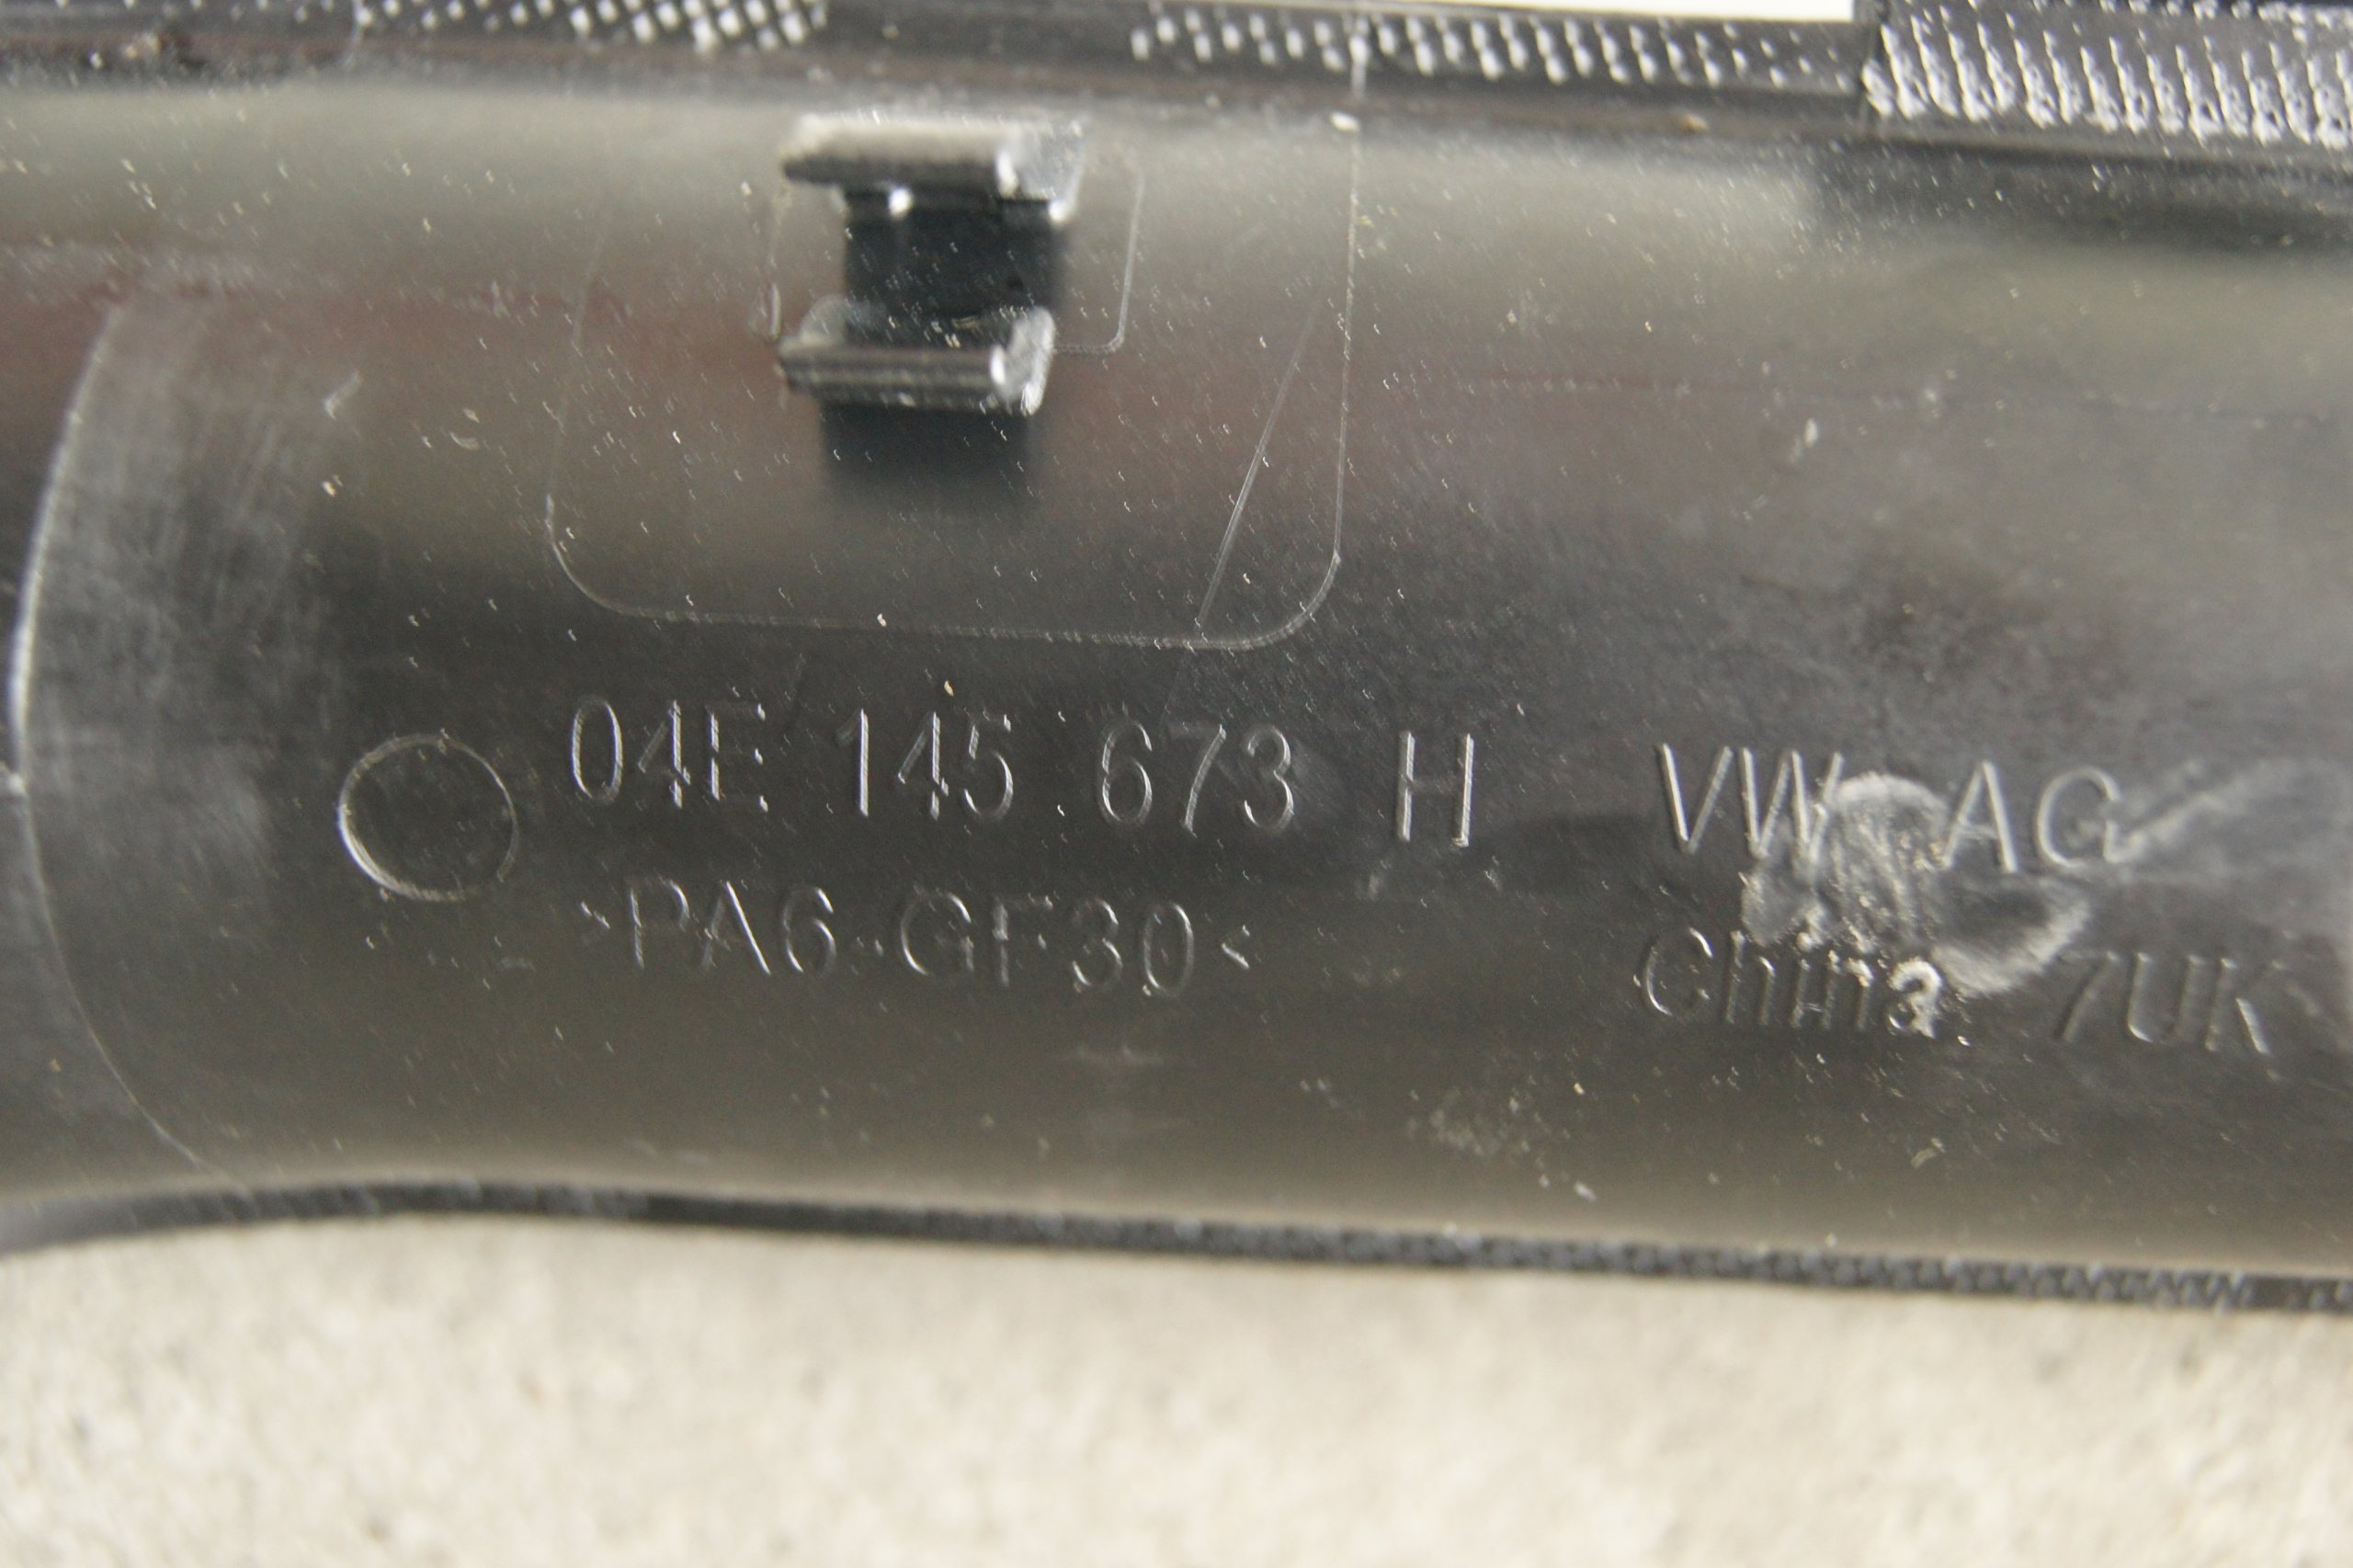 04E 145 673 H VW AG
>PA6-GF30< China 7UK